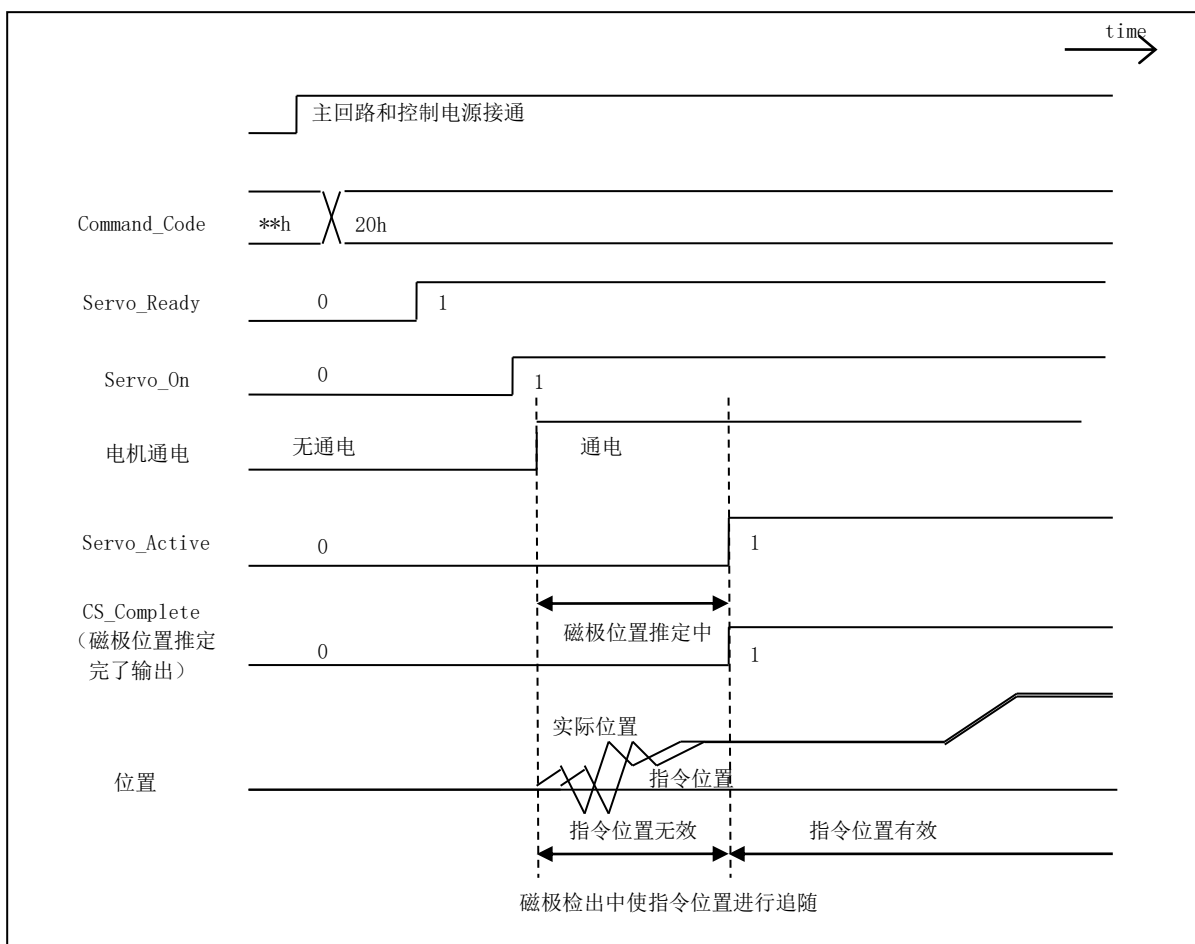 time
主回路和控制电源接通
Command_Code **h 20h
Servo_Ready 0 1
Servo_On 0 1
电机通电 无通电 通电
Servo_Active 0 1
CS_Complete
（磁极位置推定
完了输出）
0 磁极位置推定中 1
实际位置
位置 指令位置
指令位置无效 指令位置有效
磁极检出中使指令位置进行追随